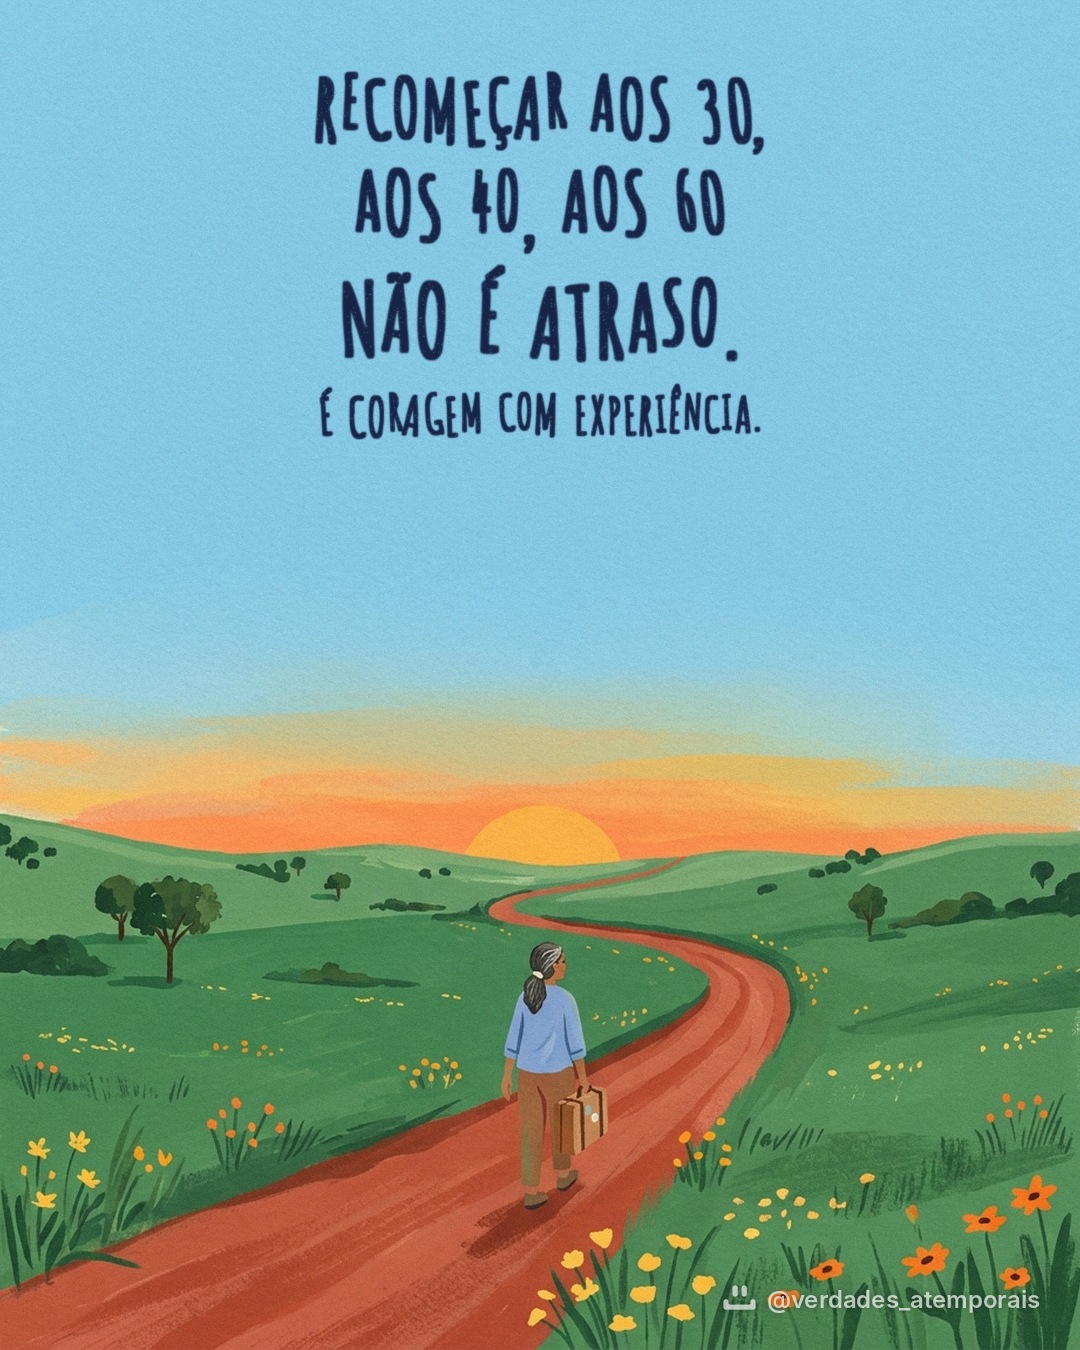 RECOMEÇAR AOS 30,
AOS 40, AOS 60
NÃO É ATRASO.
É CORAGEM COM EXPERIÊNCIA.
@verdades_atemporais